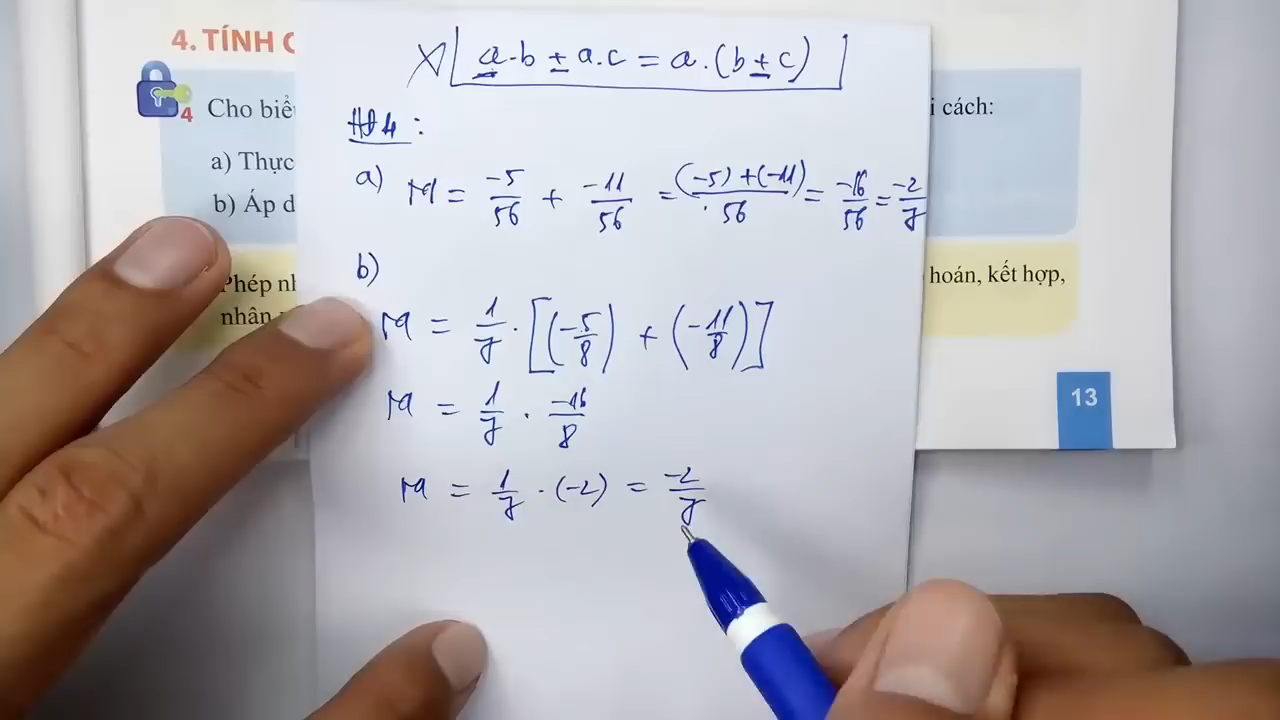 4. TÍNH C
a.b ± a.c = a.(b ± c)
4 Cho biể
i cách:
HĐ4:
a) Thực
b) Áp d
a) M = -5/56 + -11/56 = (-5)+(-11)/56 = -16/56 = -2/7
b)
Phép nh
hoán, kết hợp,
nhân
M = 1/7 . [(-5/8) + (-11/8)]
M = 1/7 . -16/8
13
M = 1/7 . (-2) = -2/7